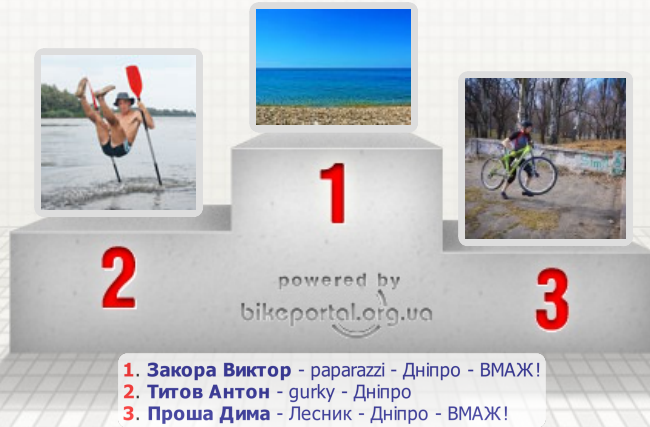 1
2
3
powered by
bikeportal.org.ua
1. Закора Виктор - paparazzi - Дніпро - ВМАЖ!
2. Титов Антон - gurky - Дніпро
3. Проша Дима - Лесник - Дніпро - ВМАЖ!